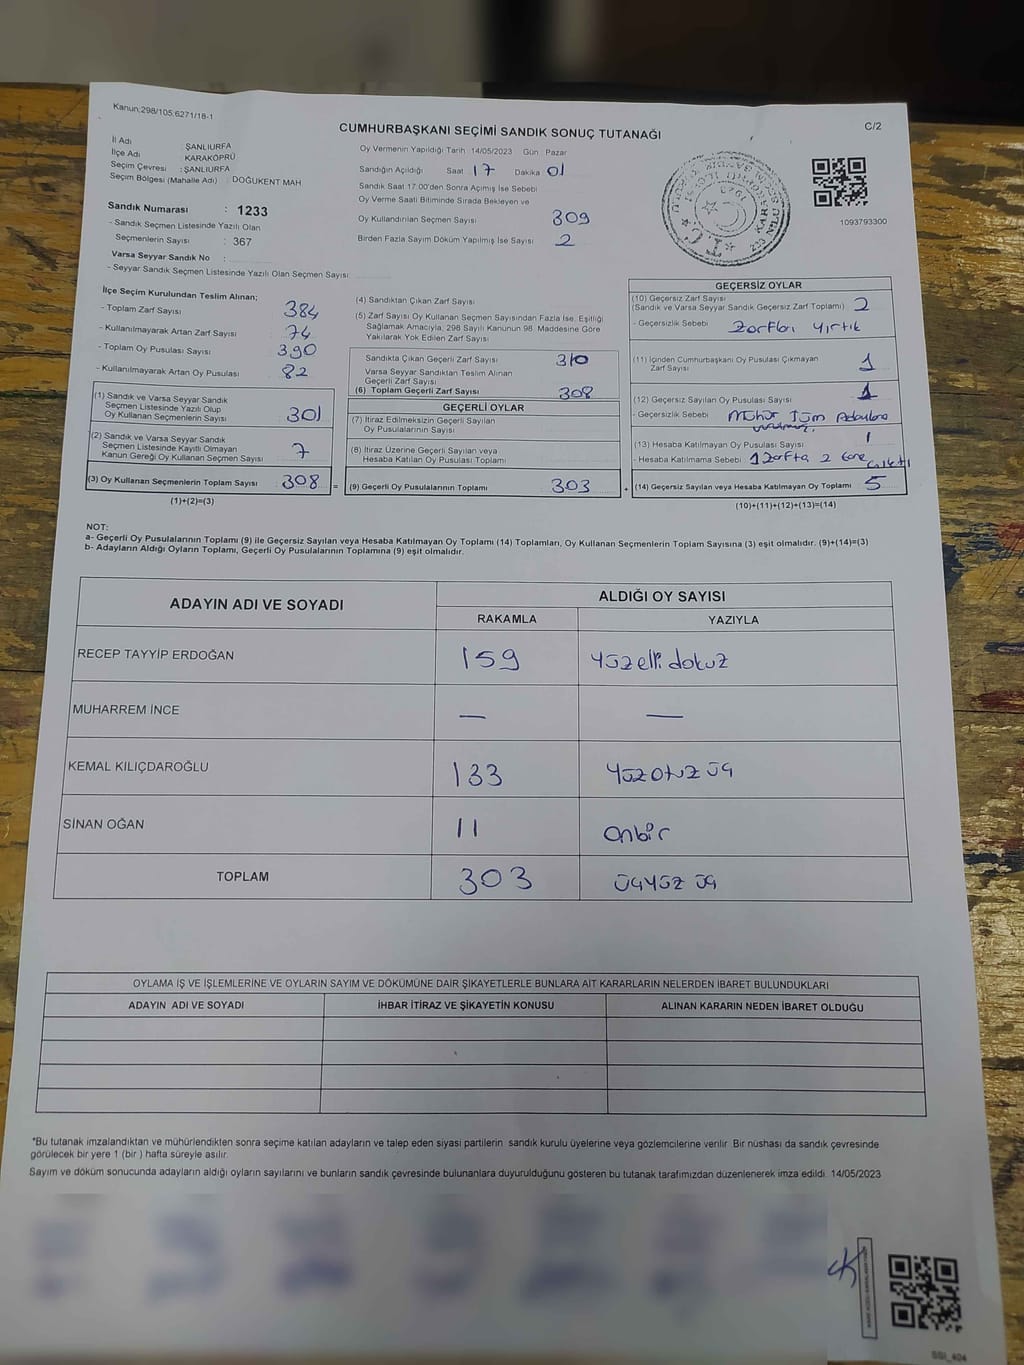 Kanun;298/105;6271/18-1
C/2
CUMHURBAŞKANI SEÇİMİ SANDIK SONUÇ TUTANAĞI
İl Adı : ŞANLIURFA
İlçe Adı : KARAKÖPRÜ
Seçim Çevresi : ŞANLIURFA
Seçim Bölgesi (Mahalle Adı) : DOĞUKENT MAH.
Oy Vermenin Yapıldığı Tarih :14/05/2023 Gün : Pazar
Sandığın Açıldığı Saat 17 Dakika 01
Sandık Saat 17:00'den Sonra Açımış İse Sebebi
Oy Verme Saati Bitiminde Sırada Bekleyen ve
Oy Kullandırılan Seçmen Sayısı 309
Birden Fazla Sayım Döküm Yapılmış İse Sayısı 2
1093793300
Sandık Numarası : 1233
- Sandık Seçmen Listesinde Yazılı Olan
Seçmenlerin Sayısı : 367
Varsa Seyyar Sandık No :
- Seyyar Sandık Seçmen Listesinde Yazılı Olan Seçmen Sayısı:
İlçe Seçim Kurulundan Teslim Alınan;
- Toplam Zarf Sayısı 384
- Kullanılmayarak Artan Zarf Sayısı 74
- Toplam Oy Pusulası Sayısı 390
- Kullanılmayarak Artan Oy Pusulası 82
(1) Sandık ve Varsa Seyyar Sandık
Seçmen Listesinde Yazılı Olup
Oy Kullanan Seçmenlerin Sayısı 301
(2) Sandık ve Varsa Seyyar Sandık
Seçmen Listesinde Kayıtlı Olmayan
Kanun Gereği Oy Kullanan Seçmen Sayısı 7
(3) Oy Kullanan Seçmenlerin Toplam Sayısı 308 =
(1)+(2)=(3)
(4) Sandıktan Çıkan Zarf Sayısı
(5) Zarf Sayısı Oy Kullanan Seçmen Sayısından Fazla İse, Eşitliği
Sağlamak Amacıyla, 298 Sayılı Kanunun 98. Maddesine Göre
Yakılarak Yok Edilen Zarf Sayısı
Sandıkta Çıkan Geçerli Zarf Sayısı 310
Varsa Seyyar Sandıktan Teslim Alınan
Geçerli Zarf Sayısı
(6) Toplam Geçerli Zarf Sayısı 308
GEÇERLİ OYLAR
(7) İtiraz Edilmeksizin Geçerli Sayılan
Oy Pusulalarının Sayısı
(8) İtiraz Üzerine Geçerli Sayılan veya
Hesaba Katılan Oy Pusulası Toplamı
(9) Geçerli Oy Pusulalarının Toplamı 303 +
GEÇERSİZ OYLAR
(10) Geçersiz Zarf Sayısı
(Sandık ve Varsa Seyyar Sandık Geçersiz Zarf Toplamı) 2
- Geçersizlik Sebebi Zarfları yırtık
(11) İçinden Cumhurbaşkanı Oy Pusulası Çıkmayan
Zarf Sayısı 1
(12) Geçersiz Sayılan Oy Pusulası Sayısı 1
- Geçersizlik Sebebi Mühür Tüm Adaylara
(13) Hesaba Katılmayan Oy Pusulası Sayısı 1
- Hesaba Katılmama Sebebi 1 Zarfta 2 tane çıktı
(14) Geçersiz Sayılan veya Hesaba Katılmayan Oy Toplamı 5
(10)+(11)+(12)+(13)=(14)
NOT:
a- Geçerli Oy Pusulalarının Toplamı (9) ile Geçersiz Sayılan veya Hesaba Katılmayan Oy Toplamı (14) Toplamları, Oy Kullanan Seçmenlerin Toplam Sayısına (3) eşit olmalıdır. (9)+(14)=(3)
b- Adayların Aldığı Oyların Toplamı, Geçerli Oy Pusulalarının Toplamına (9) eşit olmalıdır.
ADAYIN ADI VE SOYADI
ALDIĞI OY SAYISI
RAKAMLA YAZIYLA
RECEP TAYYİP ERDOĞAN 159 yüzelli dokuz
MUHARREM İNCE — —
KEMAL KILIÇDAROĞLU 133 yüzotuz üç
SİNAN OĞAN 11 onbir
TOPLAM 303 üçyüz üç
OYLAMA İŞ VE İŞLEMLERİNE VE OYLARIN SAYIM VE DÖKÜMÜNE DAİR ŞİKAYETLERLE BUNLARA AİT KARARLARIN NELERDEN İBARET BULUNDUKLARI
ADAYIN ADI VE SOYADI İHBAR İTİRAZ VE ŞİKAYETİN KONUSU ALINAN KARARIN NEDEN İBARET OLDUĞU
*Bu tutanak imzalandıktan ve mühürlendikten sonra seçime katılan adayların ve talep eden siyasi partilerin sandık kurulu üyelerine veya gözlemcilerine verilir. Bir nüshası da sandık çevresinde
görülecek bir yere 1 (bir ) hafta süreyle asılır.
Sayım ve döküm sonucunda adayların aldığı oyların sayılarını ve bunların sandık çevresinde bulunanlara duyurulduğunu gösteren bu tutanak tarafımızdan düzenlenerek imza edildi. 14/05/2023